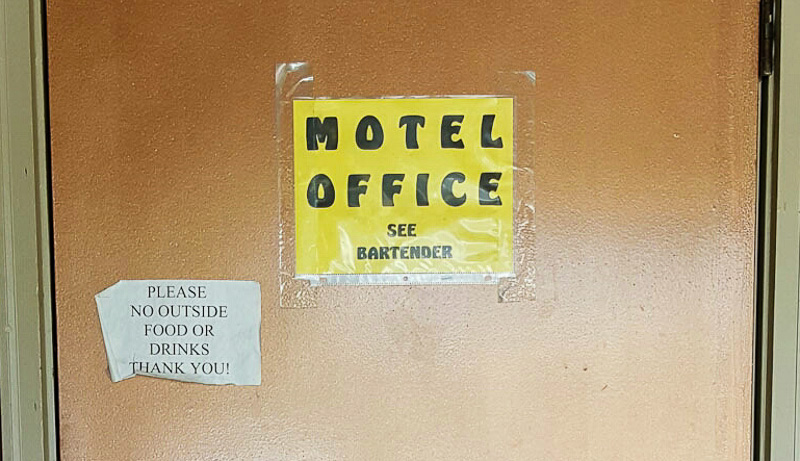 MOTEL
OFFICE
SEE
BARTENDER
PLEASE
NO OUTSIDE
FOOD OR
DRINKS
THANK YOU!